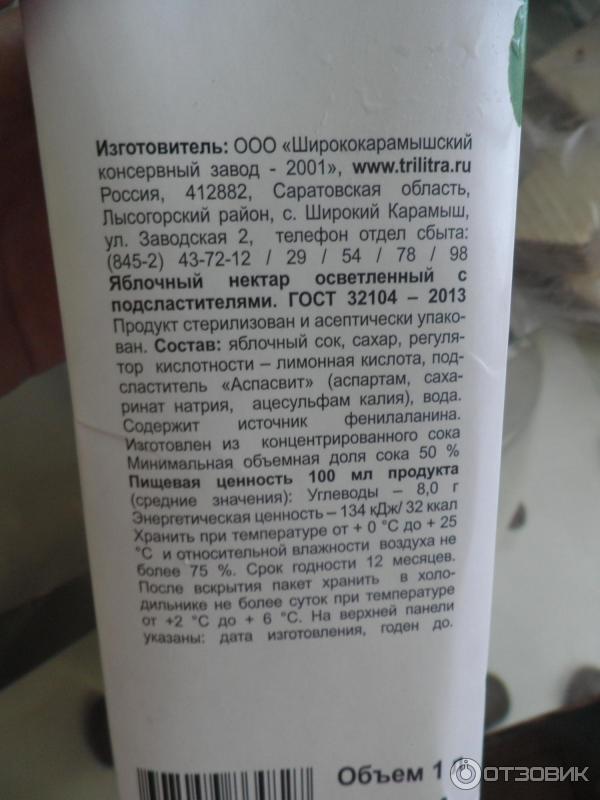 Изготовитель: ООО «Ширококарамышский
консервный завод - 2001», www.trilitra.ru
Россия, 412882, Саратовская область,
Лысогорский район, с. Широкий Карамыш,
ул. Заводская 2, телефон отдел сбыта:
(845-2) 43-72-12 / 29 / 54 / 78 / 98
Яблочный нектар осветленный с
подсластителями. ГОСТ 32104 – 2013
Продукт стерилизован и асептически упако-
ван. Состав: яблочный сок, сахар, регуля-
тор кислотности – лимонная кислота, под-
сластитель «Аспасвит» (аспартам, саха-
ринат натрия, ацесульфам калия), вода.
Содержит источник фенилаланина.
Изготовлен из концентрированного сока
Минимальная объемная доля сока 50 %
Пищевая ценность 100 мл продукта
(средние значения): Углеводы – 8,0 г
Энергетическая ценность – 134 кДж/ 32 ккал
Хранить при температуре от + 0 °С до + 25
°С и относительной влажности воздуха не
более 75 %. Срок годности 12 месяцев.
После вскрытия пакет хранить в холо-
дильнике не более суток при температуре
от +2 °С до + 6 °С. На верхней панели
указаны: дата изготовления, годен до.
Объем 1
ОТЗОВИК